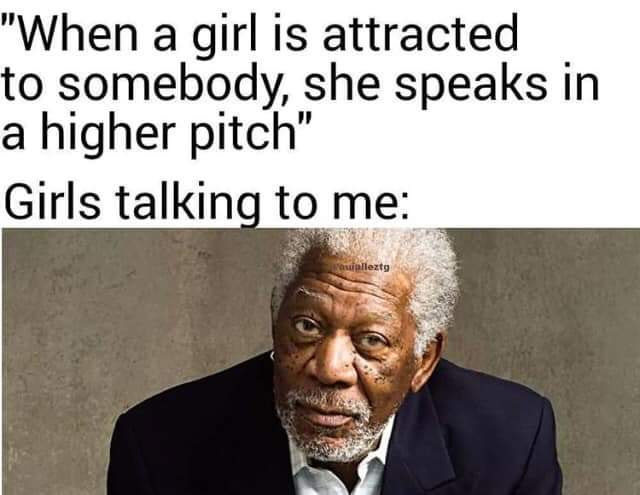 "When a girl is attracted
to somebody, she speaks in
a higher pitch"
Girls talking to me: